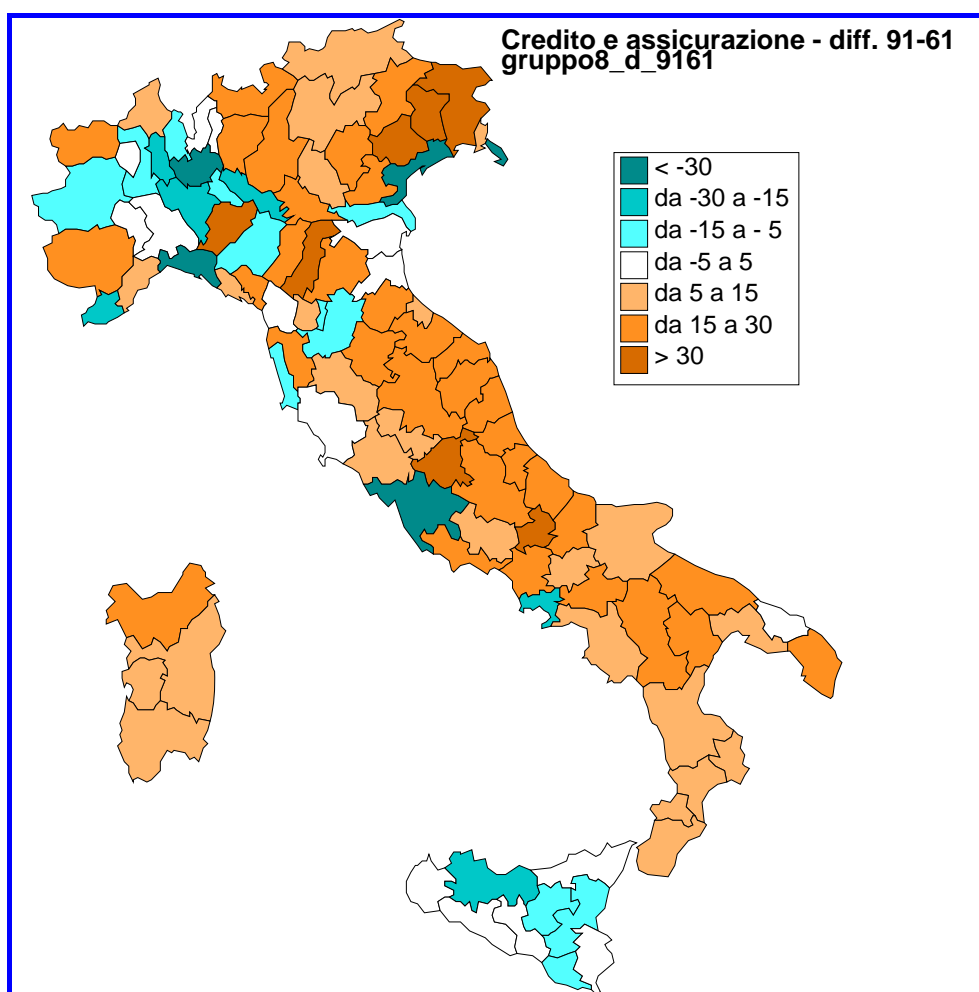 Credito e assicurazione - diff. 91-61
gruppo8_d_9161
< -30
da -30 a -15
da -15 a - 5
da -5 a 5
da 5 a 15
da 15 a 30
> 30